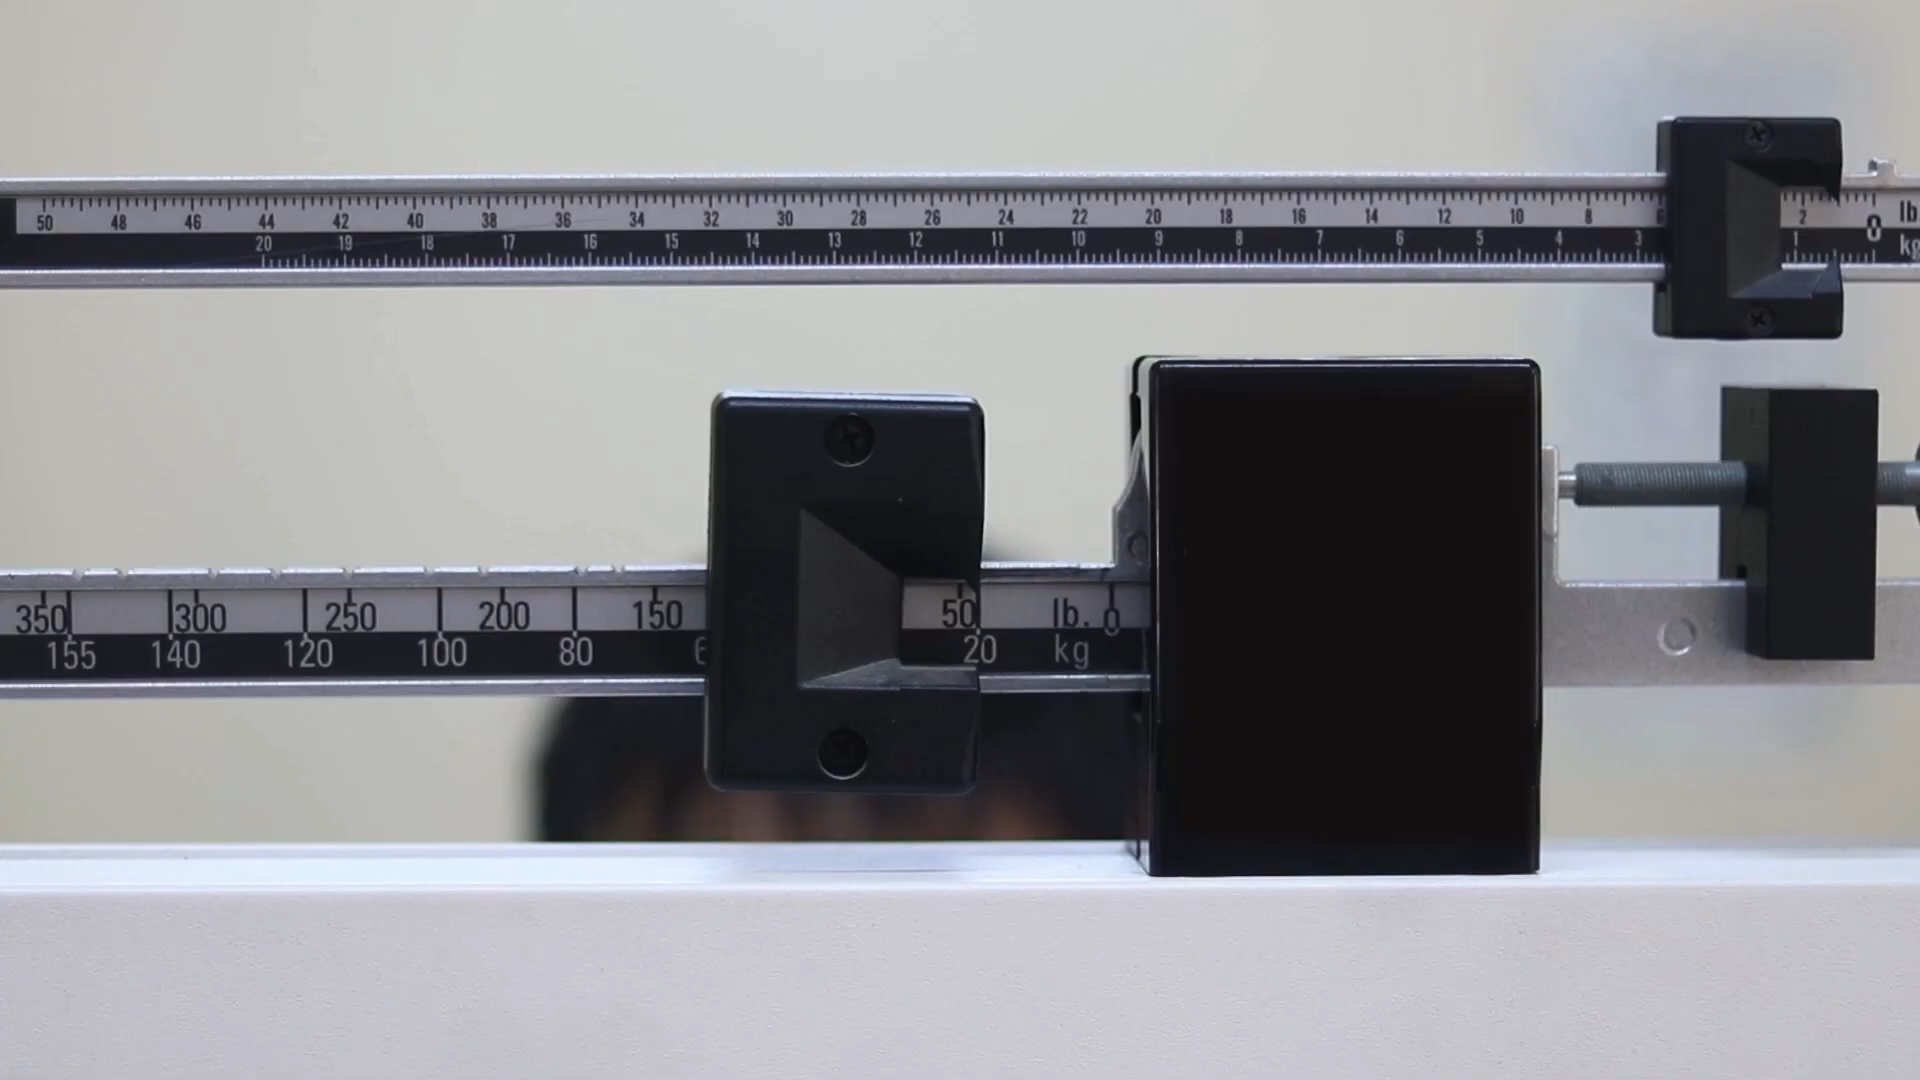 50 48 46 44 42 40 38 36 34 32 30 28 26 24 22 20 18 16 14 12 10 8 2 0 lb
20 19 18 17 16 15 14 13 12 11 10 9 8 7 6 5 4 3 1 kg
350 300 250 200 150 50 lb. 0
155 140 120 100 80 20 kg